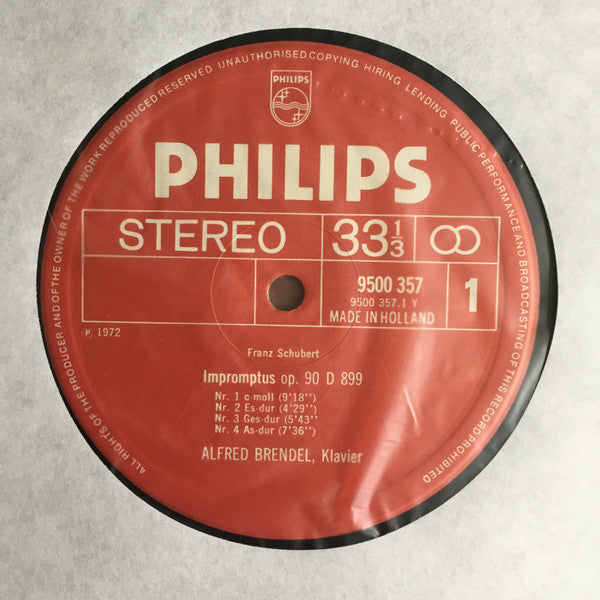 ALL RIGHTS OF THE PRODUCER AND OF THE OWNER OF THE WORK REPRODUCED RESERVED UNAUTHORISED COPYING HIRING LENDING PUBLIC PERFORMANCE AND BROADCASTING OF THIS RECORD PROHIBITED
PHILIPS
PHILIPS
STEREO 33 1/3
9500 357
9500 357.1 Y
MADE IN HOLLAND
1
℗ 1972
Franz Schubert
Impromptus op. 90 D 899
Nr. 1 c-moll (9'18'')
Nr. 2 Es-dur (4'29'')
Nr. 3 Ges-dur (5'43''
Nr. 4 As-dur (7'36'')
ALFRED BRENDEL, Klavier